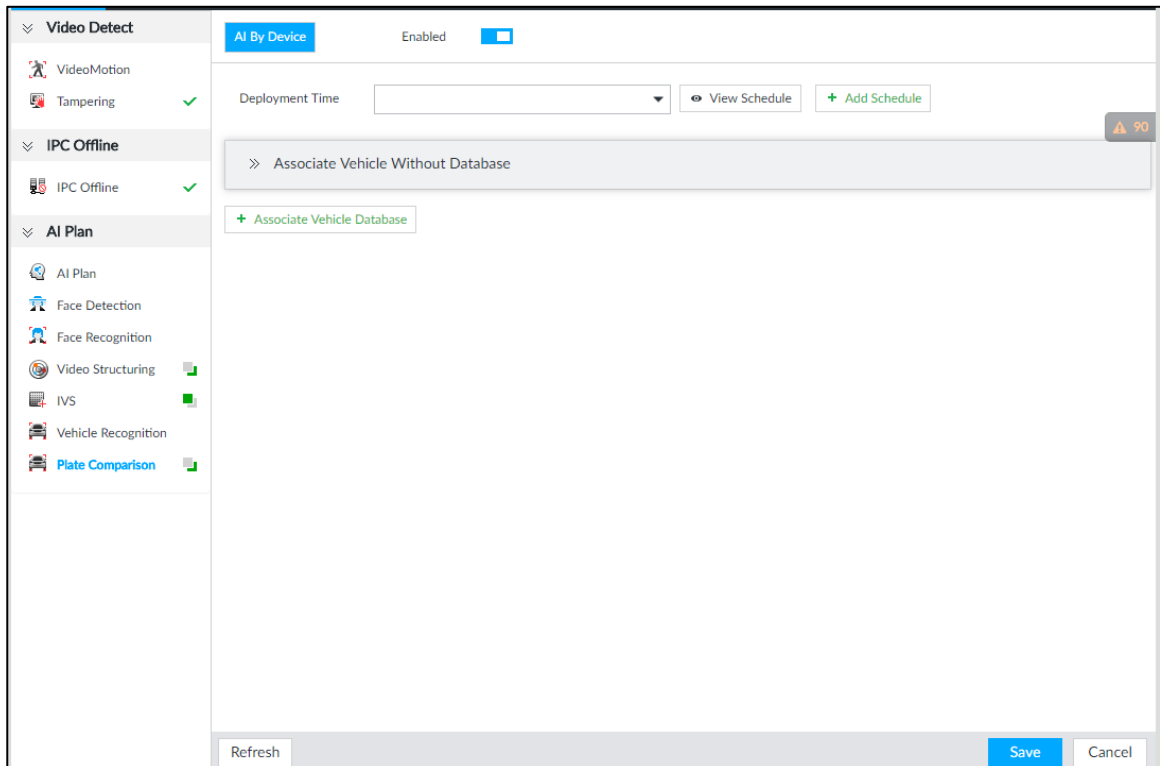 Video Detect
VideoMotion
Tampering
IPC Offline
IPC Offline
AI Plan
AI Plan
Face Detection
Face Recognition
Video Structuring
IVS
Vehicle Recognition
Plate Comparison
AI By Device
Enabled
Deployment Time
View Schedule
+ Add Schedule
90
Associate Vehicle Without Database
+ Associate Vehicle Database
Refresh
Save
Cancel